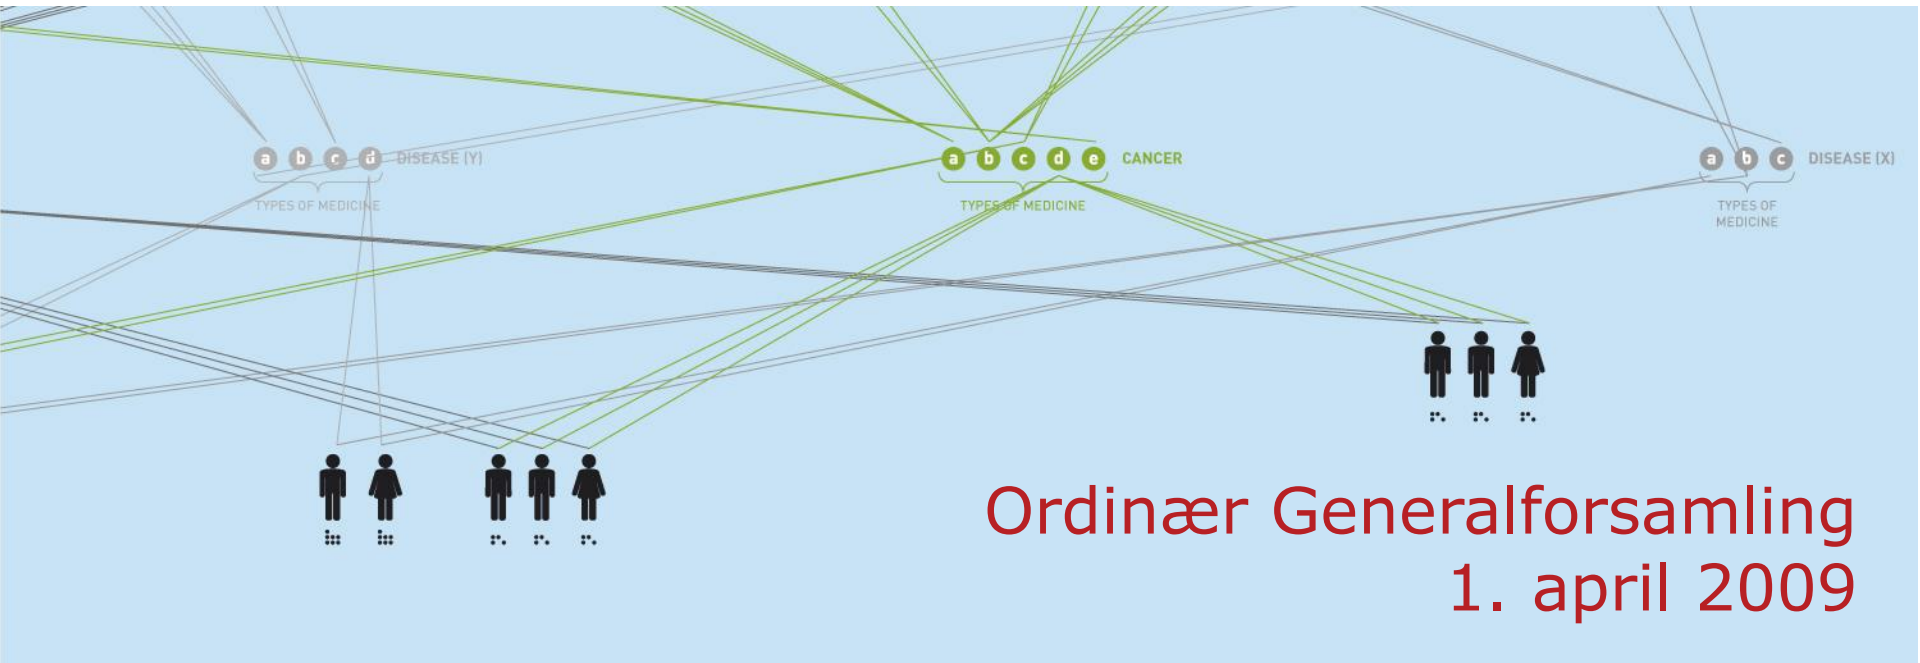 a b c d DISEASE (Y)
TYPES OF MEDICINE
a b c d e CANCER
TYPES OF MEDICINE
a b c DISEASE (X)
TYPES OF
MEDICINE
Ordinær Generalforsamling
1. april 2009